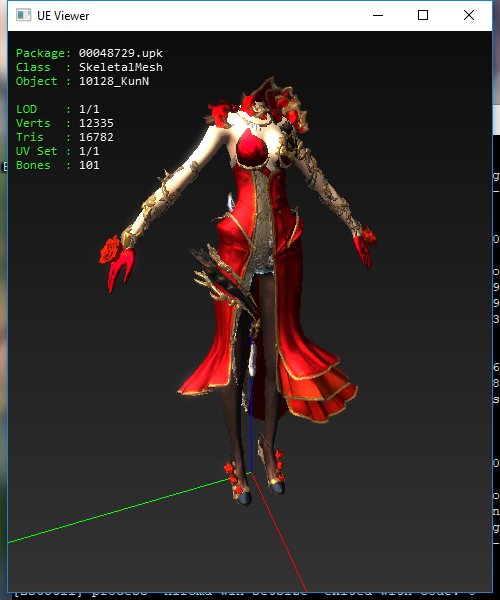 UE Viewer
Package: 00048729.upk
Class : SkeletalMesh
Object : 10128_KunN
LOD : 1/1
Verts : 12335
Tris : 16782
UV Set : 1/1
Bones : 101